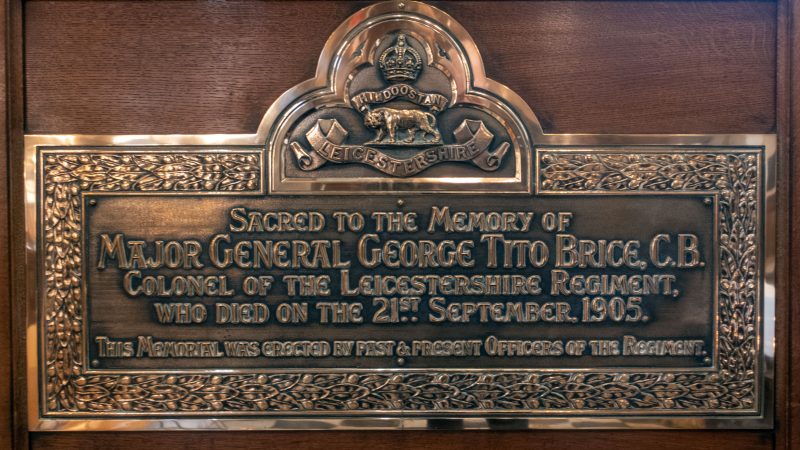 HINDOOSTAN
LEICESTERSHIRE
SACRED TO THE MEMORY OF
MAJOR GENERAL GEORGE TITO BRICE, C.B.
COLONEL OF THE LEICESTERSHIRE REGIMENT,
WHO DIED ON THE 21ST SEPTEMBER. 1905.
THIS MEMORIAL WAS ERECTED BY PAST & PRESENT OFFICERS OF THE REGIMENT.